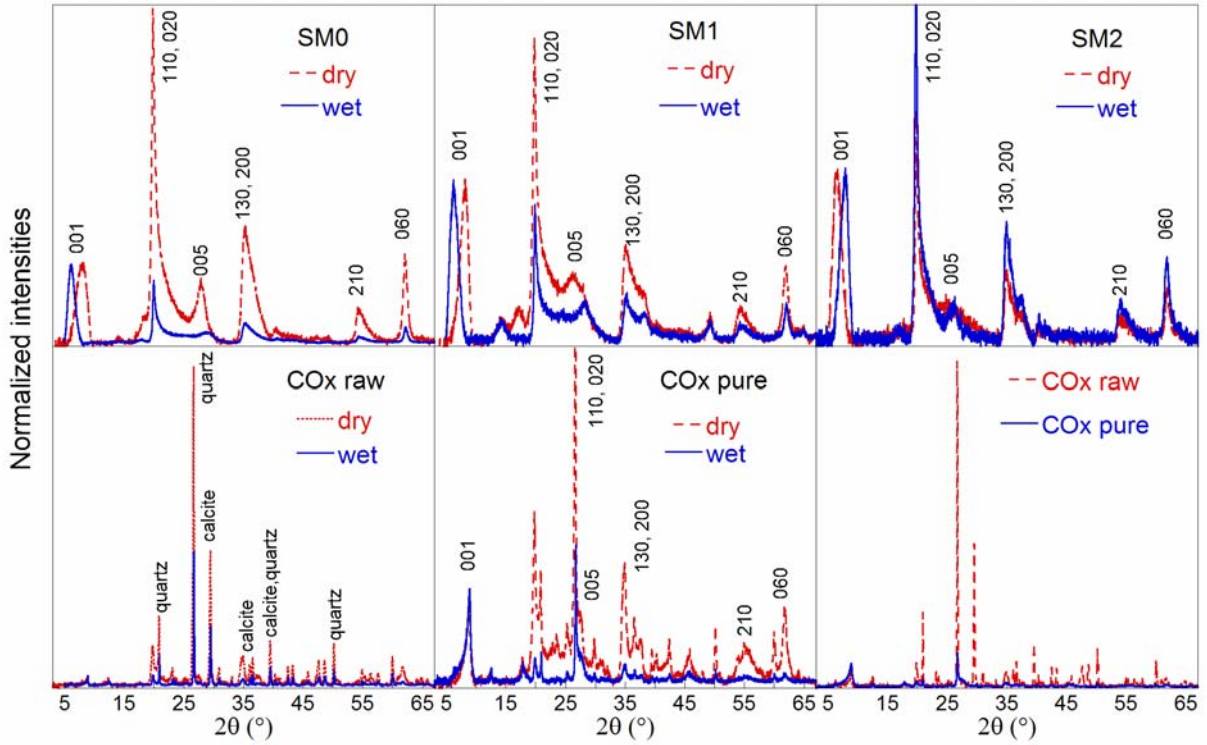 Normalized intensities
SM0
dry
wet
001
110, 020
005
130, 200
210
060
SM1
dry
wet
001
110, 020
005
130, 200
210
060
SM2
dry
wet
001
110, 020
005
130, 200
210
060
COx raw
dry
wet
quartz
quartz
calcite
calcite
calcite,quartz
quartz
5 15 25 35 45 55 65
2θ (°)
COx pure
dry
wet
001
110, 020
005
130, 200
210
060
5 15 25 35 45 55 65
2θ (°)
COx raw
COx pure
5 15 25 35 45 55 65
2θ (°)